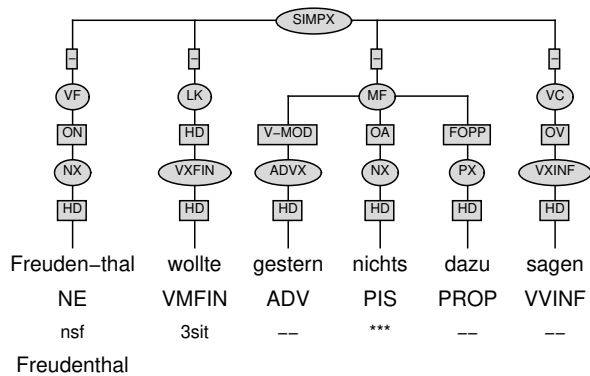 SIMPX
– – – –
VF LK MF VC
ON HD V–MOD OA FOPP OV
NX VXFIN ADVX NX PX VXINF
HD HD HD HD HD HD
Freuden–thal wollte gestern nichts dazu sagen
NE VMFIN ADV PIS PROP VVINF
nsf 3sit –– *** –– ––
Freudenthal